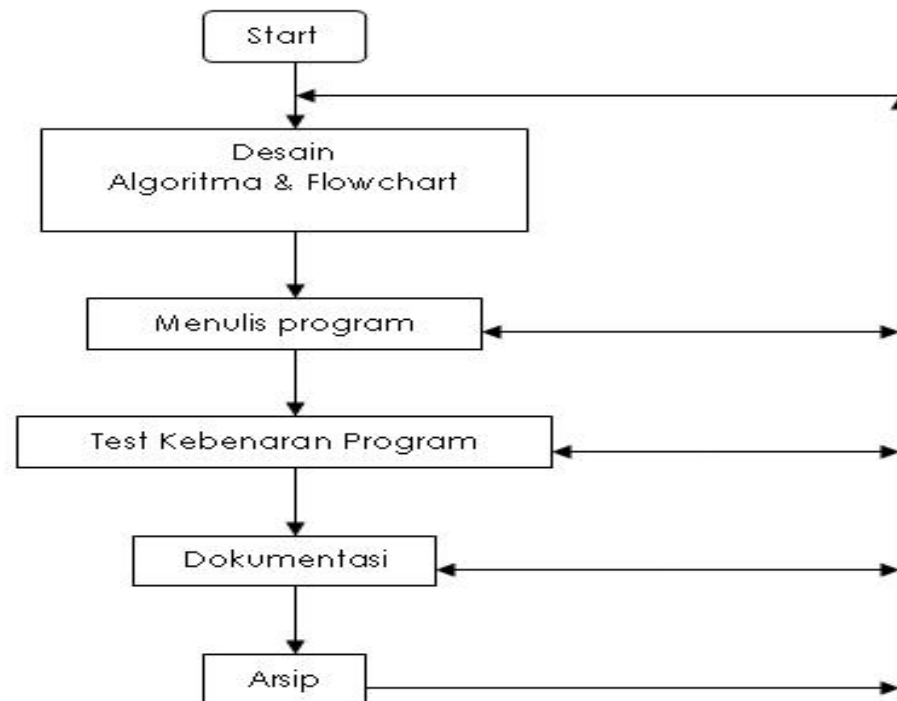 Start
Desain
Algoritma & Flowchart
Menulis program
Test Kebenaran Program
Dokumentasi
Arsip